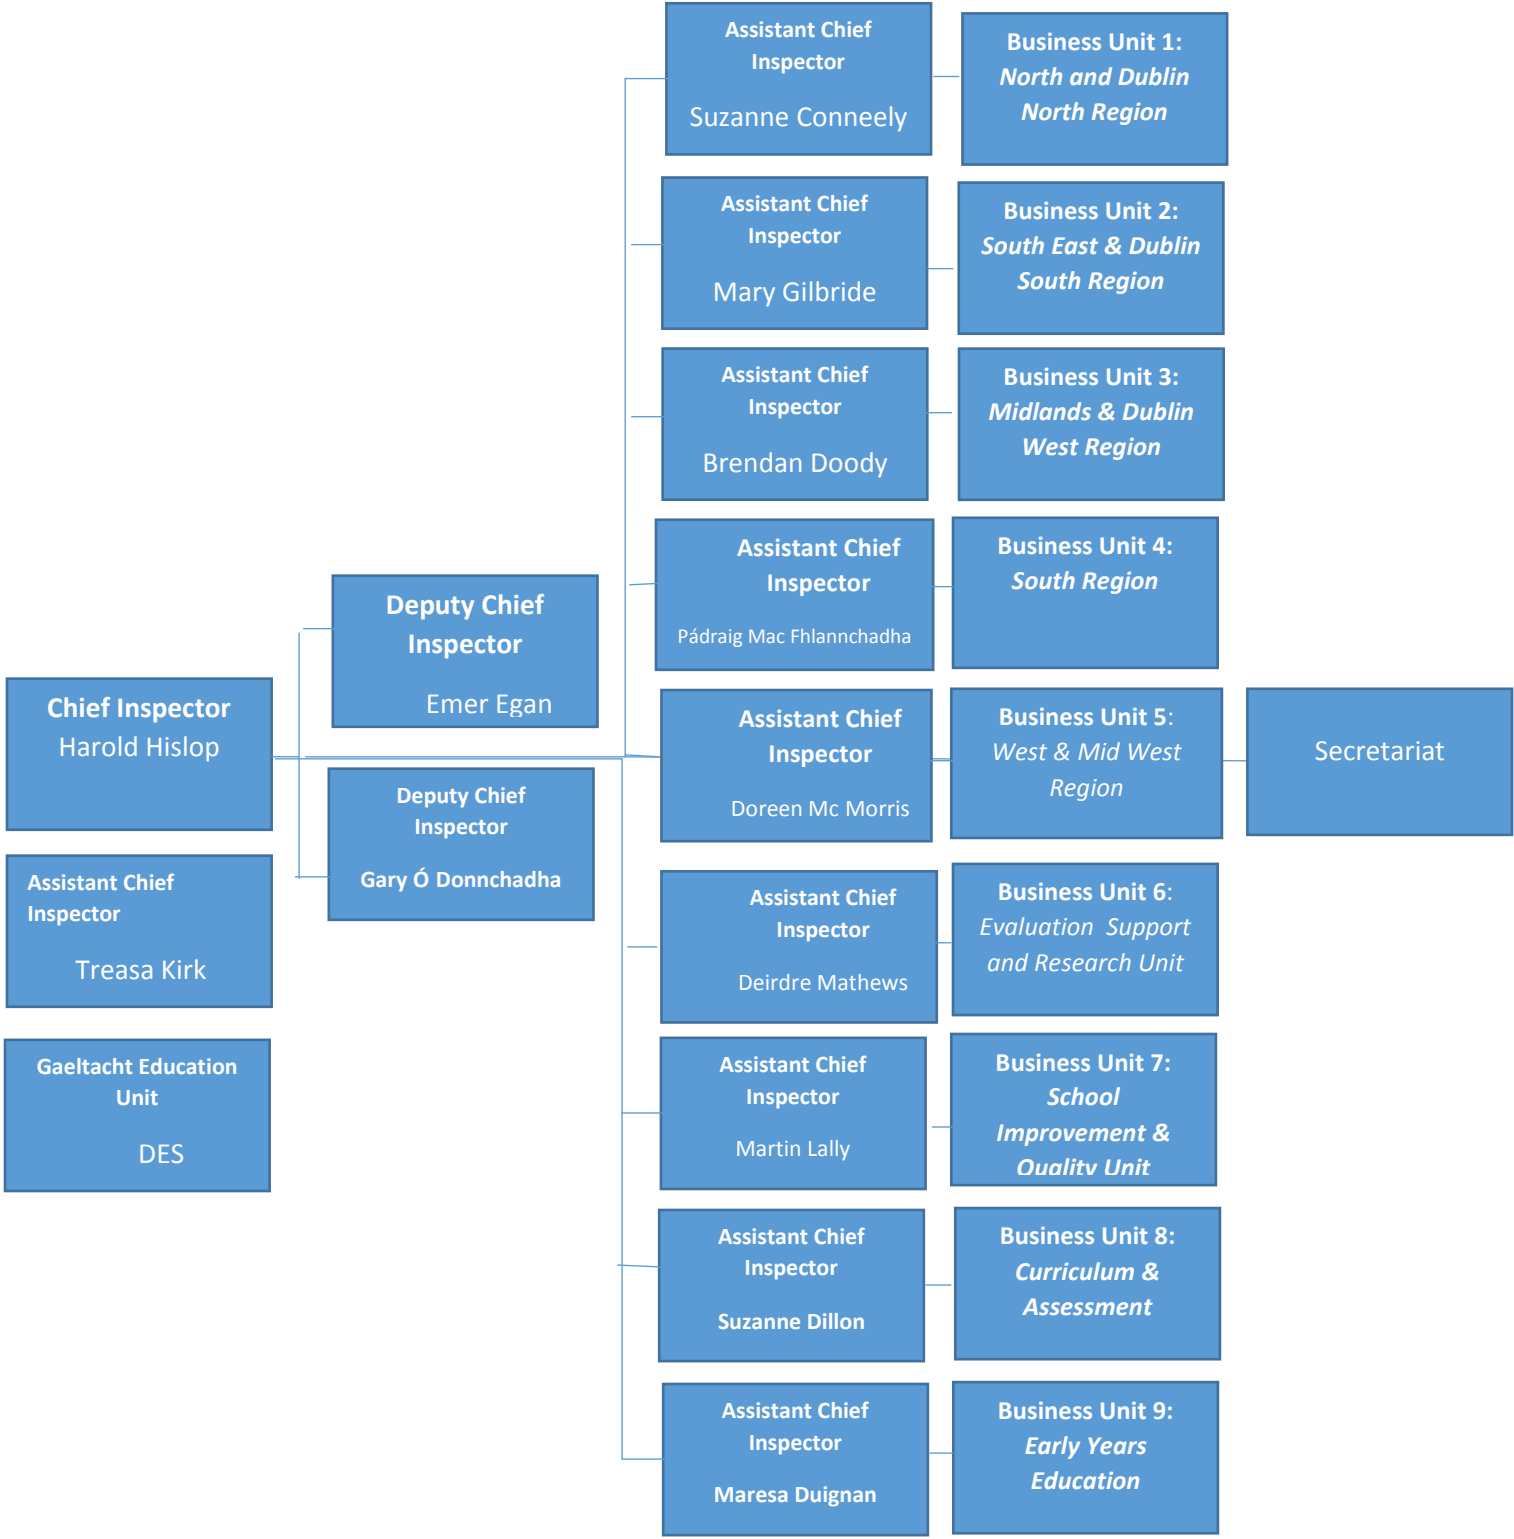 Assistant Chief
Inspector
Suzanne Conneely
Business Unit 1:
North and Dublin
North Region
Assistant Chief
Inspector
Mary Gilbride
Business Unit 2:
South East & Dublin
South Region
Assistant Chief
Inspector
Brendan Doody
Business Unit 3:
Midlands & Dublin
West Region
Assistant Chief
Inspector
Pádraig Mac Fhlannchadha
Business Unit 4:
South Region
Deputy Chief
Inspector
Emer Egan
Chief Inspector
Harold Hislop
Assistant Chief
Inspector
Doreen Mc Morris
Business Unit 5:
West & Mid West
Region
Secretariat
Deputy Chief
Inspector
Gary Ó Donnchadha
Assistant Chief
Inspector
Treasa Kirk
Assistant Chief
Inspector
Deirdre Mathews
Business Unit 6:
Evaluation Support
and Research Unit
Gaeltacht Education
Unit
DES
Assistant Chief
Inspector
Martin Lally
Business Unit 7:
School
Improvement &
Quality Unit
Assistant Chief
Inspector
Suzanne Dillon
Business Unit 8:
Curriculum &
Assessment
Assistant Chief
Inspector
Maresa Duignan
Business Unit 9:
Early Years
Education